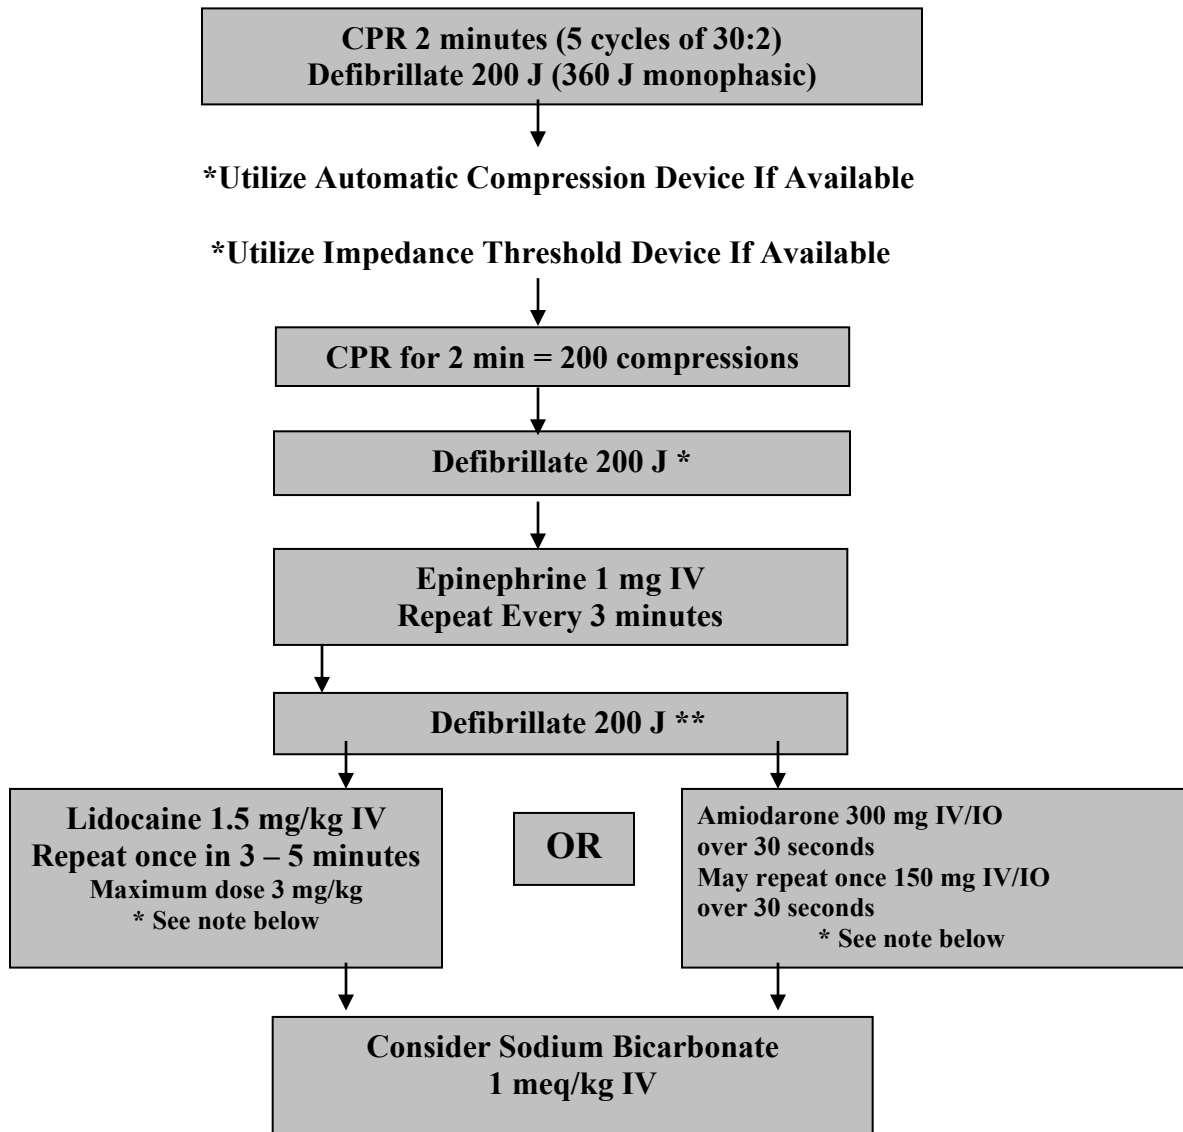 CPR 2 minutes (5 cycles of 30:2)
Defibrillate 200 J (360 J monophasic)
*Utilize Automatic Compression Device If Available
*Utilize Impedance Threshold Device If Available
CPR for 2 min = 200 compressions
Defibrillate 200 J *
Epinephrine 1 mg IV
Repeat Every 3 minutes
Defibrillate 200 J **
Lidocaine 1.5 mg/kg IV
Repeat once in 3 – 5 minutes
Maximum dose 3 mg/kg
* See note below
OR
Amiodarone 300 mg IV/IO
over 30 seconds
May repeat once 150 mg IV/IO
over 30 seconds
* See note below
Consider Sodium Bicarbonate
1 meq/kg IV